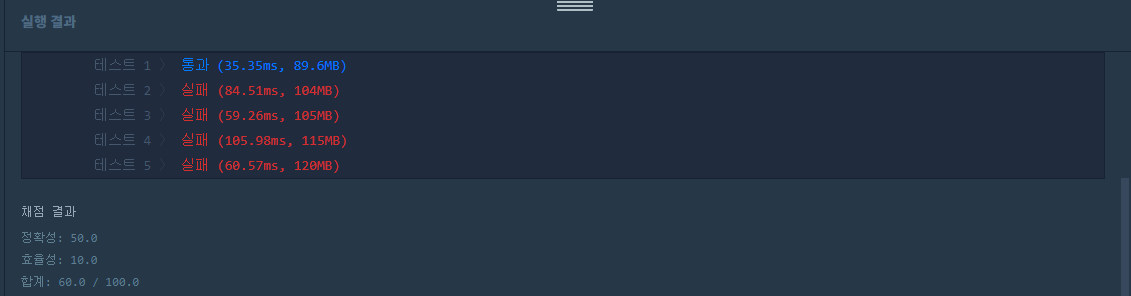 실행 결과
테스트 1 〉 통과 (35.35ms, 89.6MB)
테스트 2 〉 실패 (84.51ms, 104MB)
테스트 3 〉 실패 (59.26ms, 105MB)
테스트 4 〉 실패 (105.98ms, 115MB)
테스트 5 〉 실패 (60.57ms, 120MB)
채점 결과
정확성: 50.0
효율성: 10.0
합계: 60.0 / 100.0